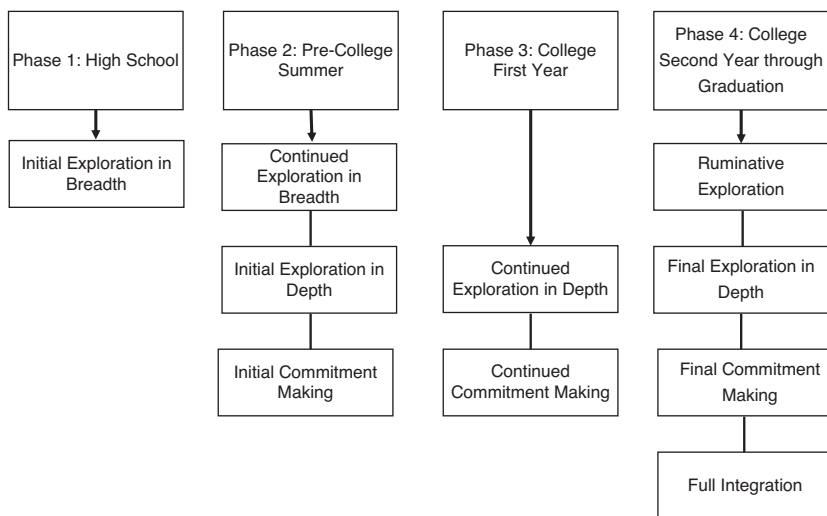 Phase 1: High School
Phase 2: Pre-College
Summer
Phase 3: College
First Year
Phase 4: College
Second Year through
Graduation
Initial Exploration in
Breadth
Continued
Exploration in
Breadth
Ruminative
Exploration
Initial Exploration in
Depth
Continued
Exploration in Depth
Final Exploration in
Depth
Initial Commitment
Making
Continued
Commitment Making
Final Commitment
Making
Full Integration